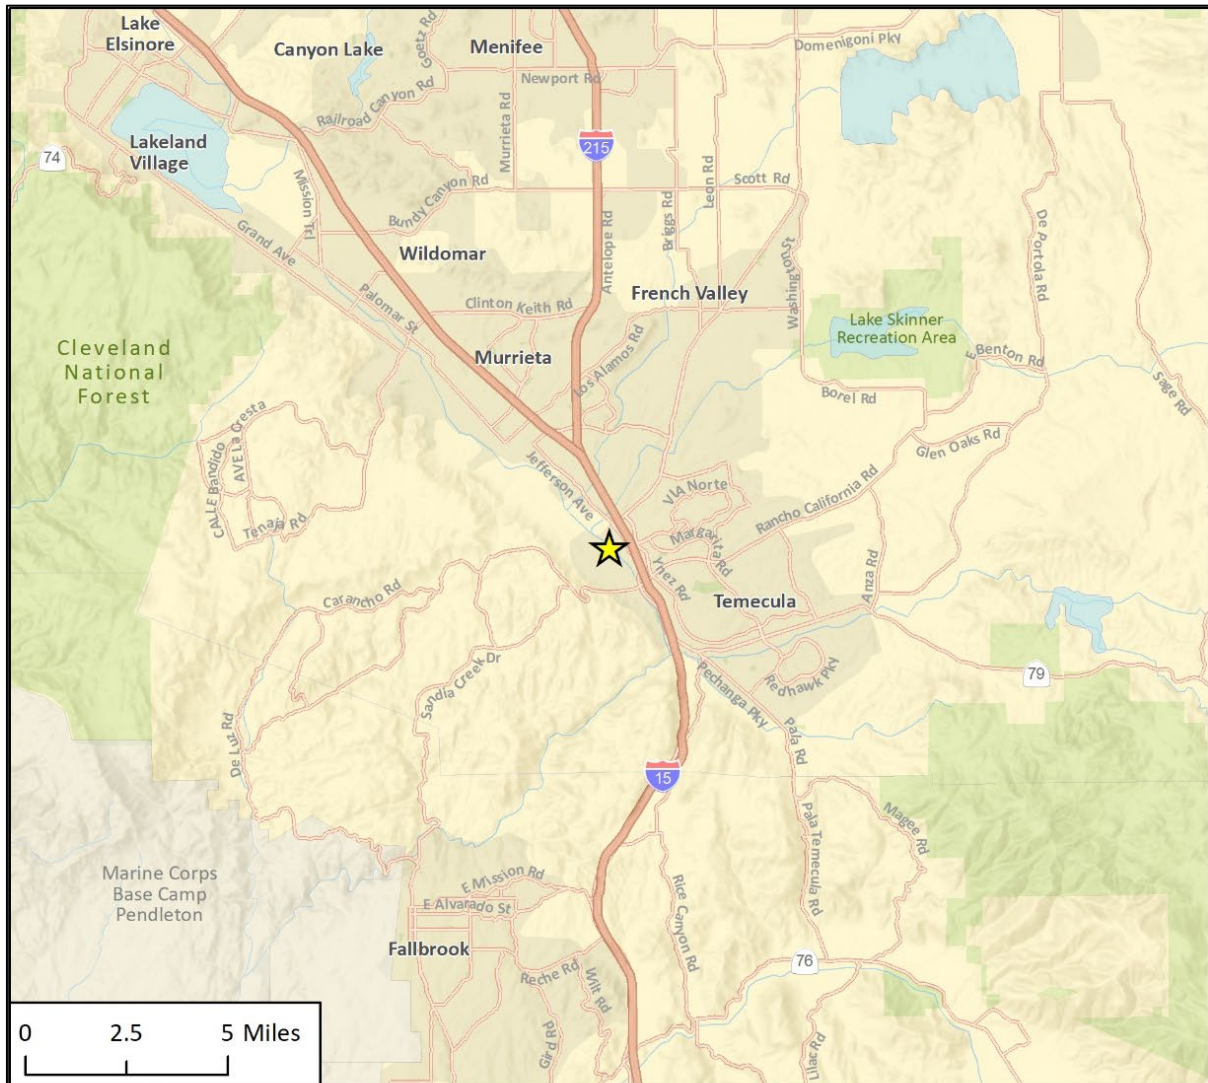 Lake
Elsinore
Canyon Lake
Goetz Rd
Menifee
Domenigoni Pky
Newport Rd
Railroad Canyon Rd
Murrieta Rd
Lakeland
Village
74
215
Leon Rd
Scott Rd
Mission Trl
Bundy Canyon Rd
Briggs Rd
De Portola Rd
Grand Ave
Antelope Rd
Wildomar
Washington St
French Valley
Palomar St
Clinton Keith Rd
Lake Skinner
Recreation Area
Cleveland
National
Forest
Murrieta
Los Alamos Rd
E Benton Rd
Sage Rd
Borel Rd
AVE La Cresta
CALLE Bandido
Glen Oaks Rd
Jefferson Ave
VIA Norte
Rancho California Rd
Tenaja Rd
Margarita Rd
Ynez Rd
Anza Rd
Carancho Rd
Temecula
Sandia Creek Dr
Redhawk Pky
79
Pechanga Pky
De Luz Rd
Pala Rd
15
Magee Rd
Pala Temecula Rd
Marine Corps
Base Camp
Pendleton
E Mission Rd
E Alvarado St
Rice Canyon Rd
Fallbrook
76
Reche Rd
Wilt Rd
Gird Rd
Lilac Rd
0 2.5 5 Miles